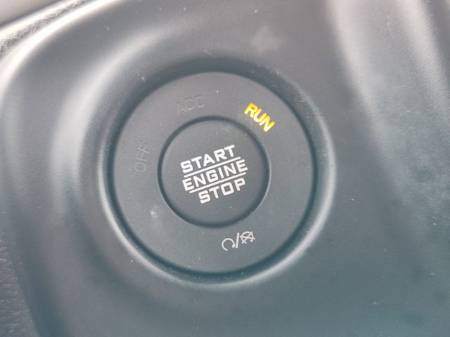 OFF
ACC
RUN
START
ENGINE
STOP